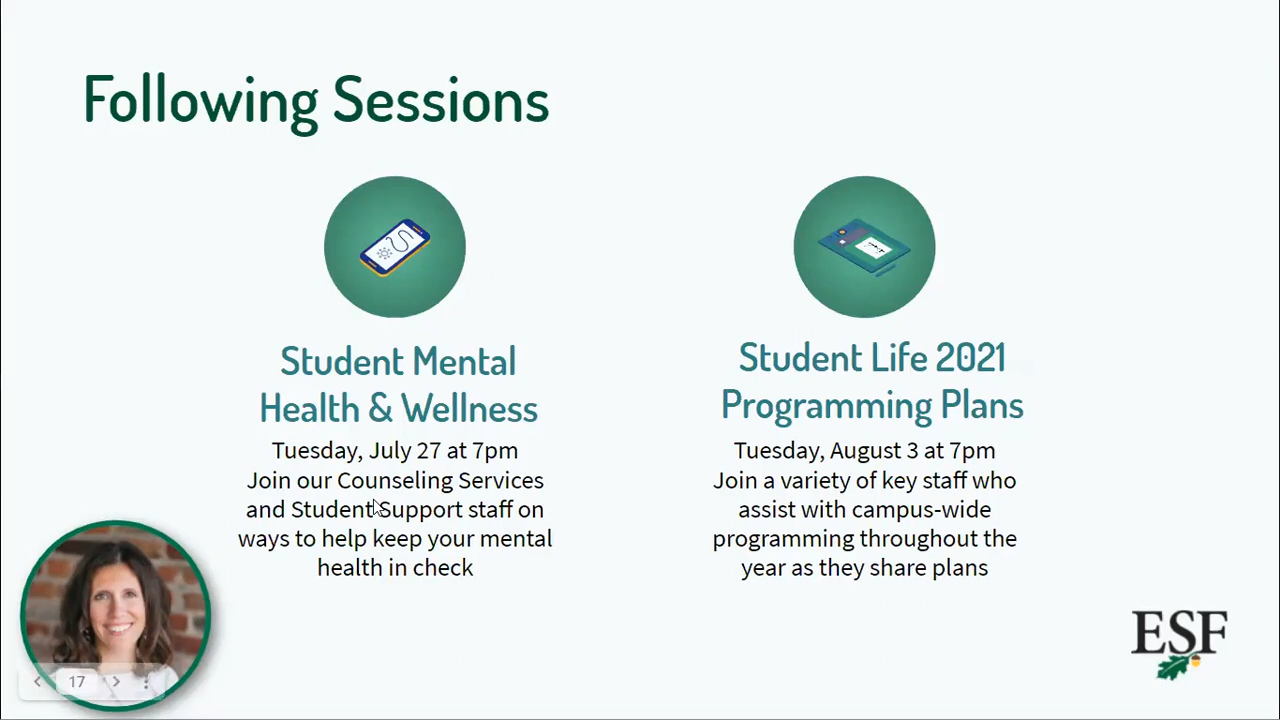 Following Sessions
Student Mental
Health & Wellness
Tuesday, July 27 at 7pm
Join our Counseling Services
and Student Support staff on
ways to help keep your mental
health in check
Student Life 2021
Programming Plans
Tuesday, August 3 at 7pm
Join a variety of key staff who
assist with campus-wide
programming throughout the
year as they share plans
17
ESF